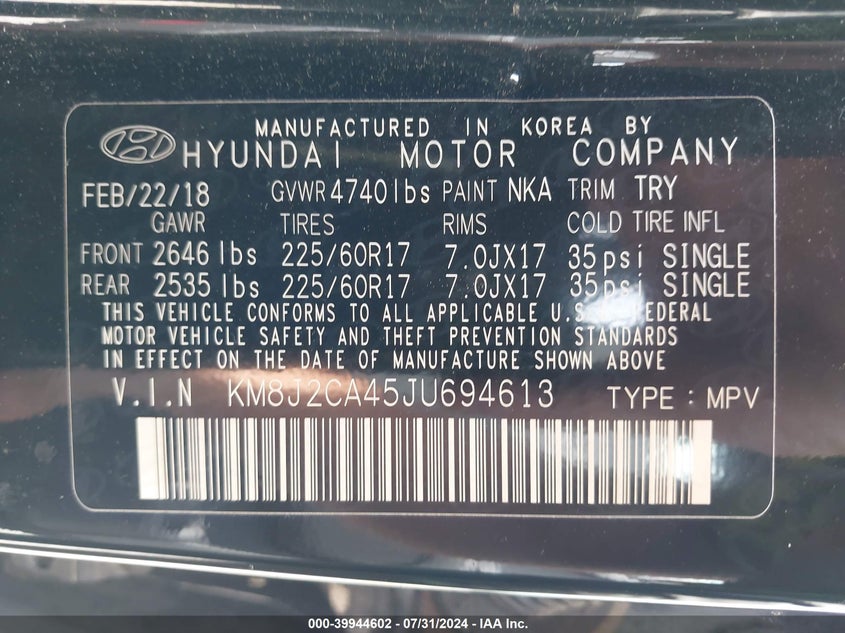 MANUFACTURED IN KOREA BY
HYUNDAI MOTOR COMPANY
FEB/22/18 GVWR 4740lbs PAINT NKA TRIM TRY
GAWR TIRES RIMS COLD TIRE INFL
FRONT 2646 lbs 225/60R17 7.0JX17 35psi SINGLE
REAR 2535 lbs 225/60R17 7.0JX17 35psi SINGLE
THIS VEHICLE CONFORMS TO ALL APPLICABLE U.S. FEDERAL
MOTOR VEHICLE SAFETY AND THEFT PREVENTION STANDARDS
IN EFFECT ON THE DATE OF MANUFACTURE SHOWN ABOVE
V.I.N KM8J2CA45JU694613 TYPE : MPV
000-39944602 - 07/31/2024 - IAA Inc.